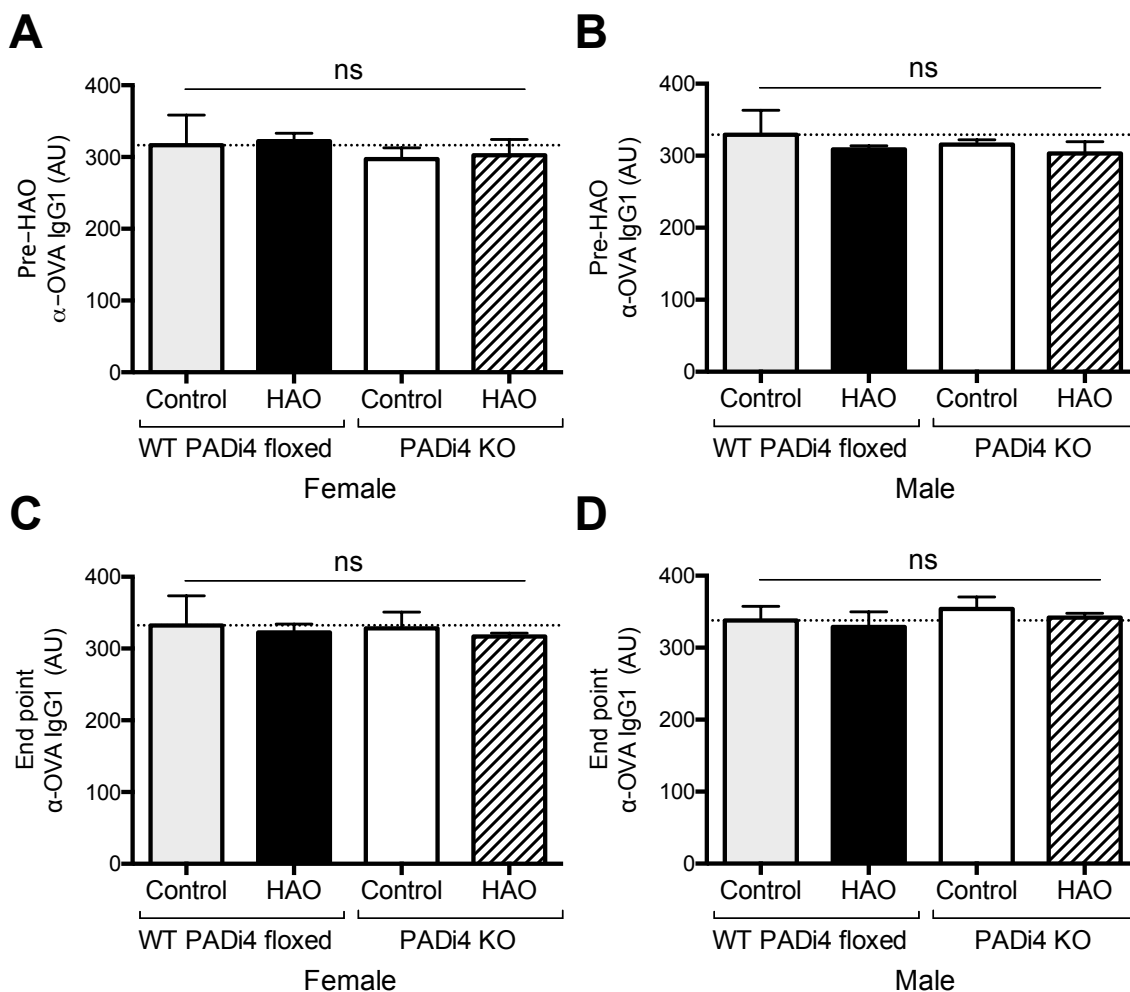 A
ns
400
300
200
100
0
Pre-HAO
α-OVA IgG1 (AU)
Control HAO Control HAO
WT PADi4 floxed PADi4 KO
Female
B
ns
400
300
200
100
0
Pre-HAO
α-OVA IgG1 (AU)
Control HAO Control HAO
WT PADi4 floxed PADi4 KO
Male
C
ns
400
300
200
100
0
End point
α-OVA IgG1 (AU)
Control HAO Control HAO
WT PADi4 floxed PADi4 KO
Female
D
ns
400
300
200
100
0
End point
α-OVA IgG1 (AU)
Control HAO Control HAO
WT PADi4 floxed PADi4 KO
Male